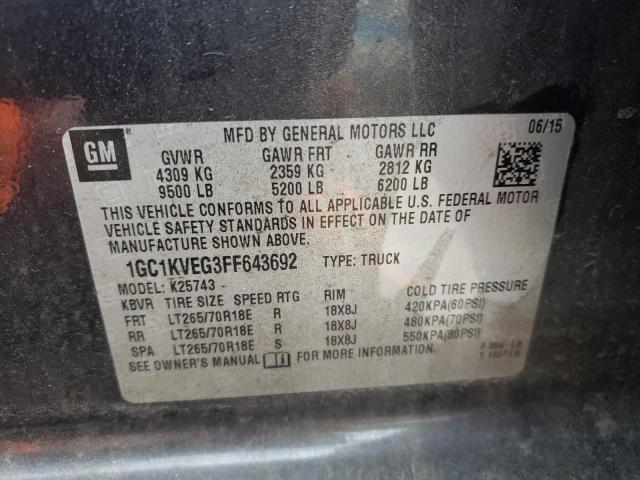 MFD BY GENERAL MOTORS LLC 06/15
GM
GVWR GAWR FRT GAWR RR
4309 KG 2359 KG 2812 KG
9500 LB 5200 LB 6200 LB
THIS VEHICLE CONFORMS TO ALL APPLICABLE U.S. FEDERAL MOTOR
VEHICLE SAFETY STANDARDS IN EFFECT ON THE DATE OF
MANUFACTURE SHOWN ABOVE.
1GC1KVEG3FF643692 TYPE: TRUCK
MODEL: K25743
KBVR TIRE SIZE SPEED RTG RIM COLD TIRE PRESSURE
FRT LT265/70R18E R 18X8J 420KPA(60PSI)
RR LT265/70R18E R 18X8J 480KPA(70PSI)
SPA LT265/70R18E S 18X8J 550KPA(80PSI)
SEE OWNER'S MANUAL FOR MORE INFORMATION.